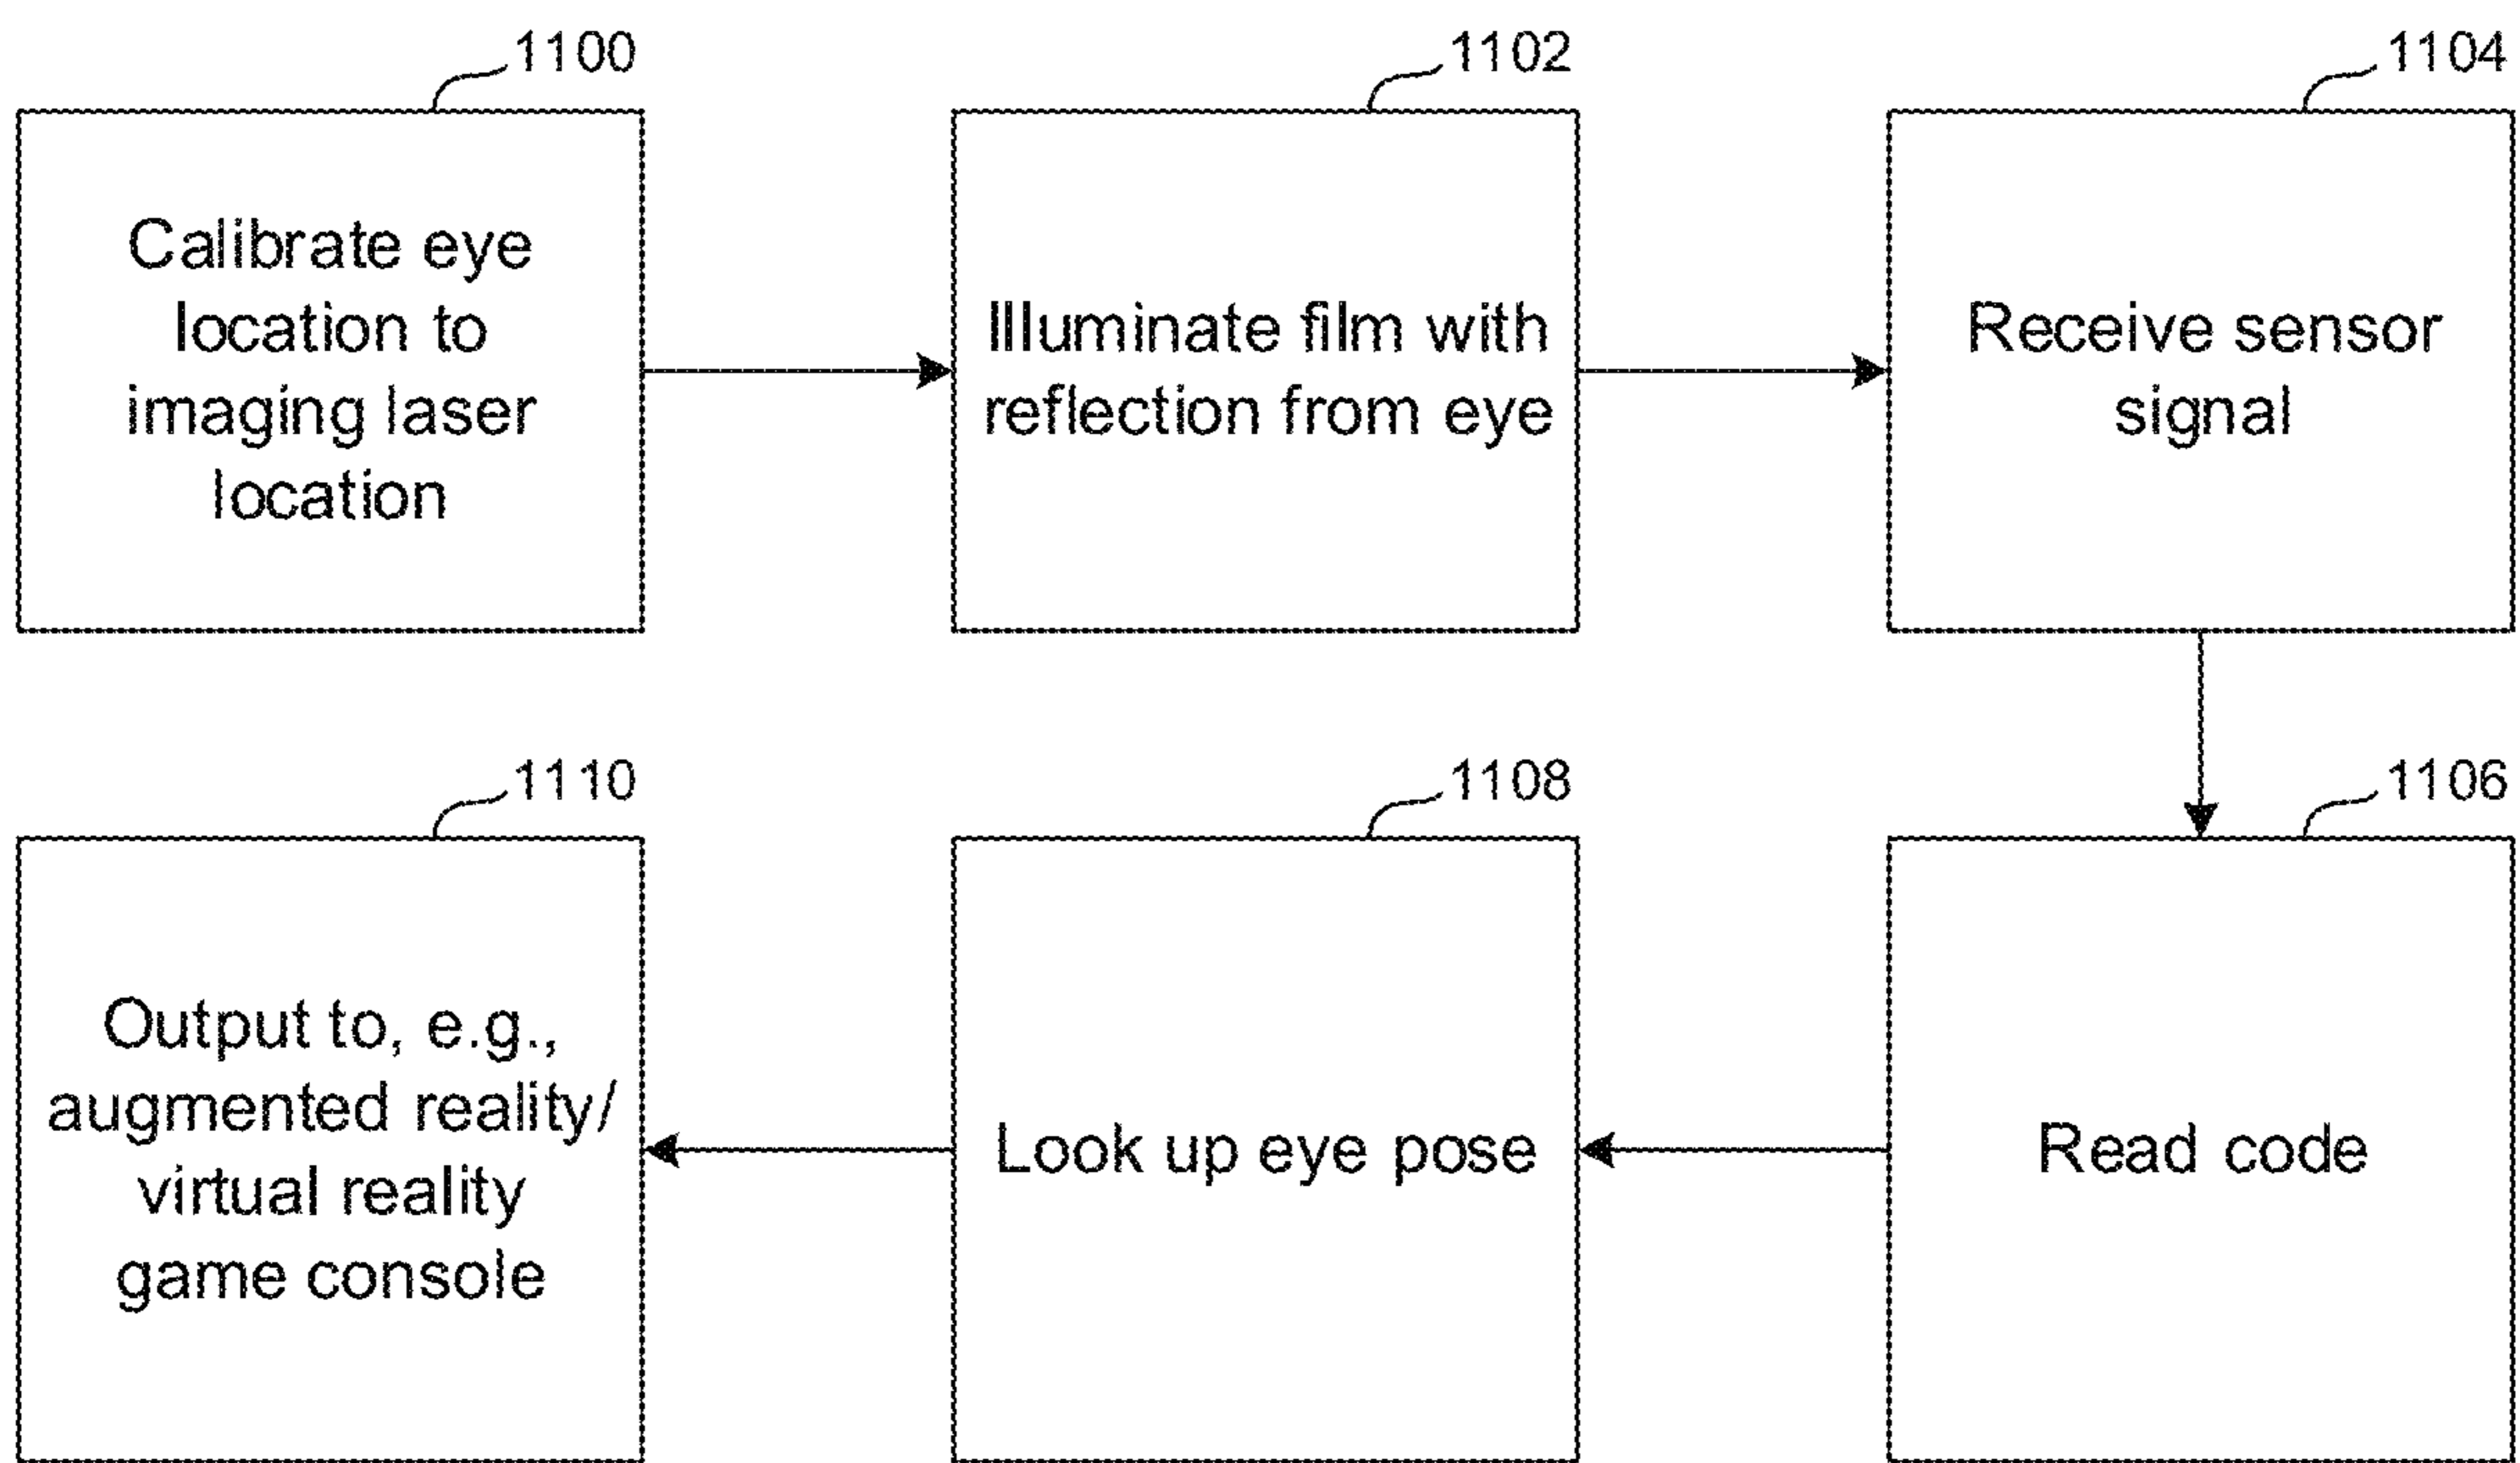 1100
Calibrate eye
location to
imaging laser
location
1102
Illuminate film with
reflection from eye
1104
Receive sensor
signal
1106
Read code
1108
Look up eye pose
1110
Output to, e.g.,
augmented reality/
virtual reality
game console